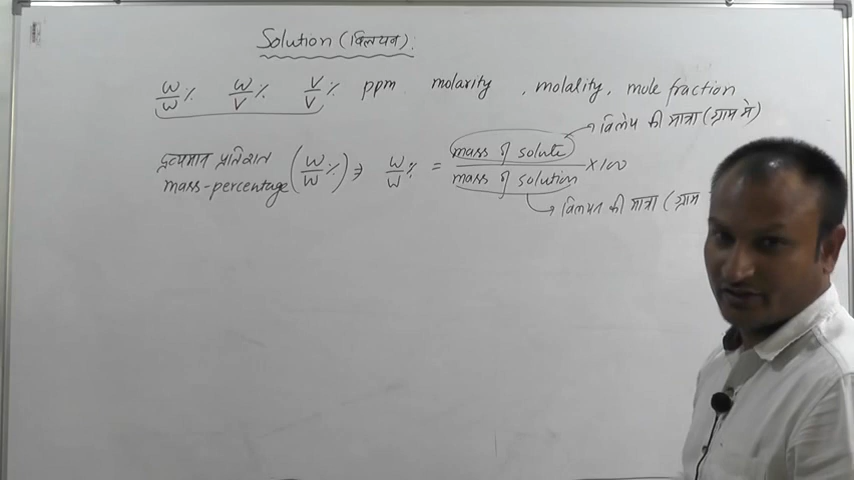 Solution (विलयन):
W/W % W/V % V/V % ppm molarity , molality, mole fraction
विलेय की मात्रा (ग्राम में)
द्रव्यमान प्रतिशत
mass-percentage (W/W %) ⇒ W/W % = mass of solute / mass of solution × 100
विलयन की मात्रा (ग्राम